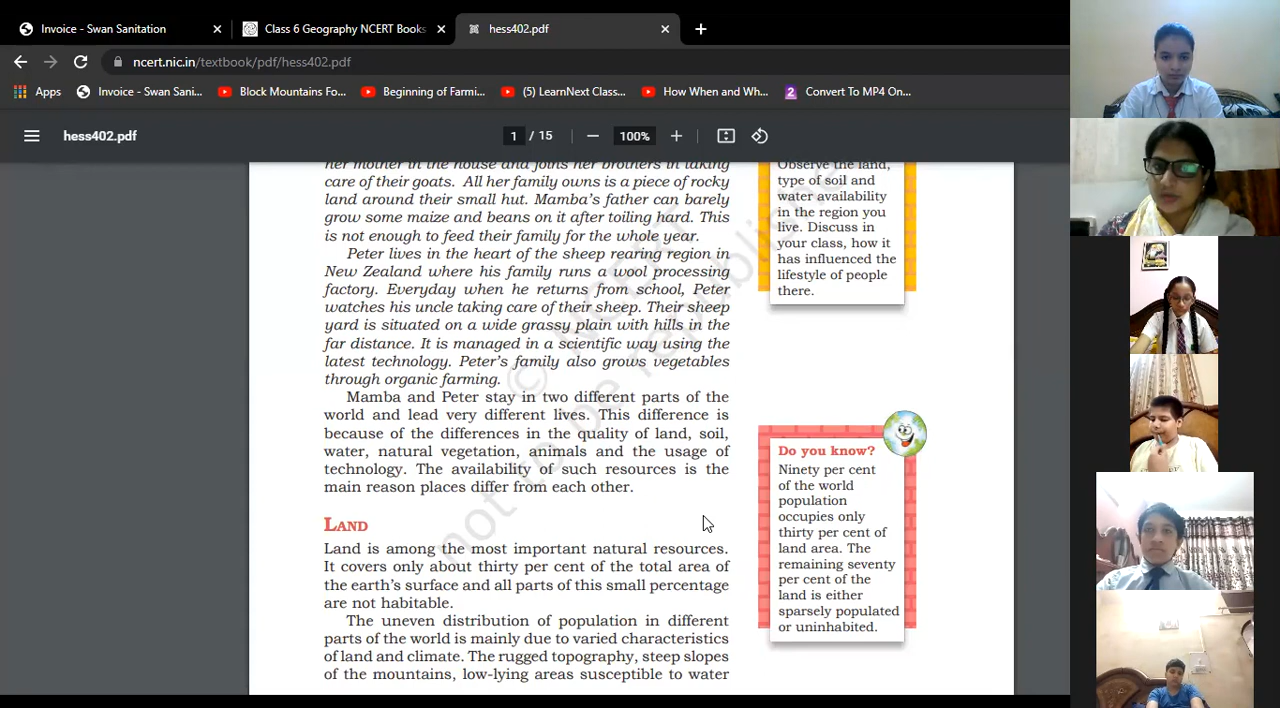 Invoice - Swan Sanitation
Class 6 Geography NCERT Books
hess402.pdf
ncert.nic.in/textbook/pdf/hess402.pdf
Apps
Invoice - Swan Sani...
Block Mountains Fo...
Beginning of Farmi...
(5) LearnNext Class...
How When and Wh...
2 Convert To MP4 On...
hess402.pdf
1 / 15
100%
her mother in the house and joins her brothers in taking
care of their goats. All her family owns is a piece of rocky
land around their small hut. Mamba's father can barely
grow some maize and beans on it after toiling hard. This
is not enough to feed their family for the whole year.
Peter lives in the heart of the sheep rearing region in
New Zealand where his family runs a wool processing
factory. Everyday when he returns from school, Peter
watches his uncle taking care of their sheep. Their sheep
yard is situated on a wide grassy plain with hills in the
far distance. It is managed in a scientific way using the
latest technology. Peter's family also grows vegetables
through organic farming.
Mamba and Peter stay in two different parts of the
world and lead very different lives. This difference is
because of the differences in the quality of land, soil,
water, natural vegetation, animals and the usage of
technology. The availability of such resources is the
main reason places differ from each other.
LAND
Land is among the most important natural resources.
It covers only about thirty per cent of the total area of
the earth's surface and all parts of this small percentage
are not habitable.
The uneven distribution of population in different
parts of the world is mainly due to varied characteristics
of land and climate. The rugged topography, steep slopes
of the mountains, low-lying areas susceptible to water
Observe the land,
type of soil and
water availability
in the region you
live. Discuss in
your class, how it
has influenced the
lifestyle of people
there.
Do you know?
Ninety per cent
of the world
population
occupies only
thirty per cent of
land area. The
remaining seventy
per cent of the
land is either
sparsely populated
or uninhabited.
© NCERT
not to be republished